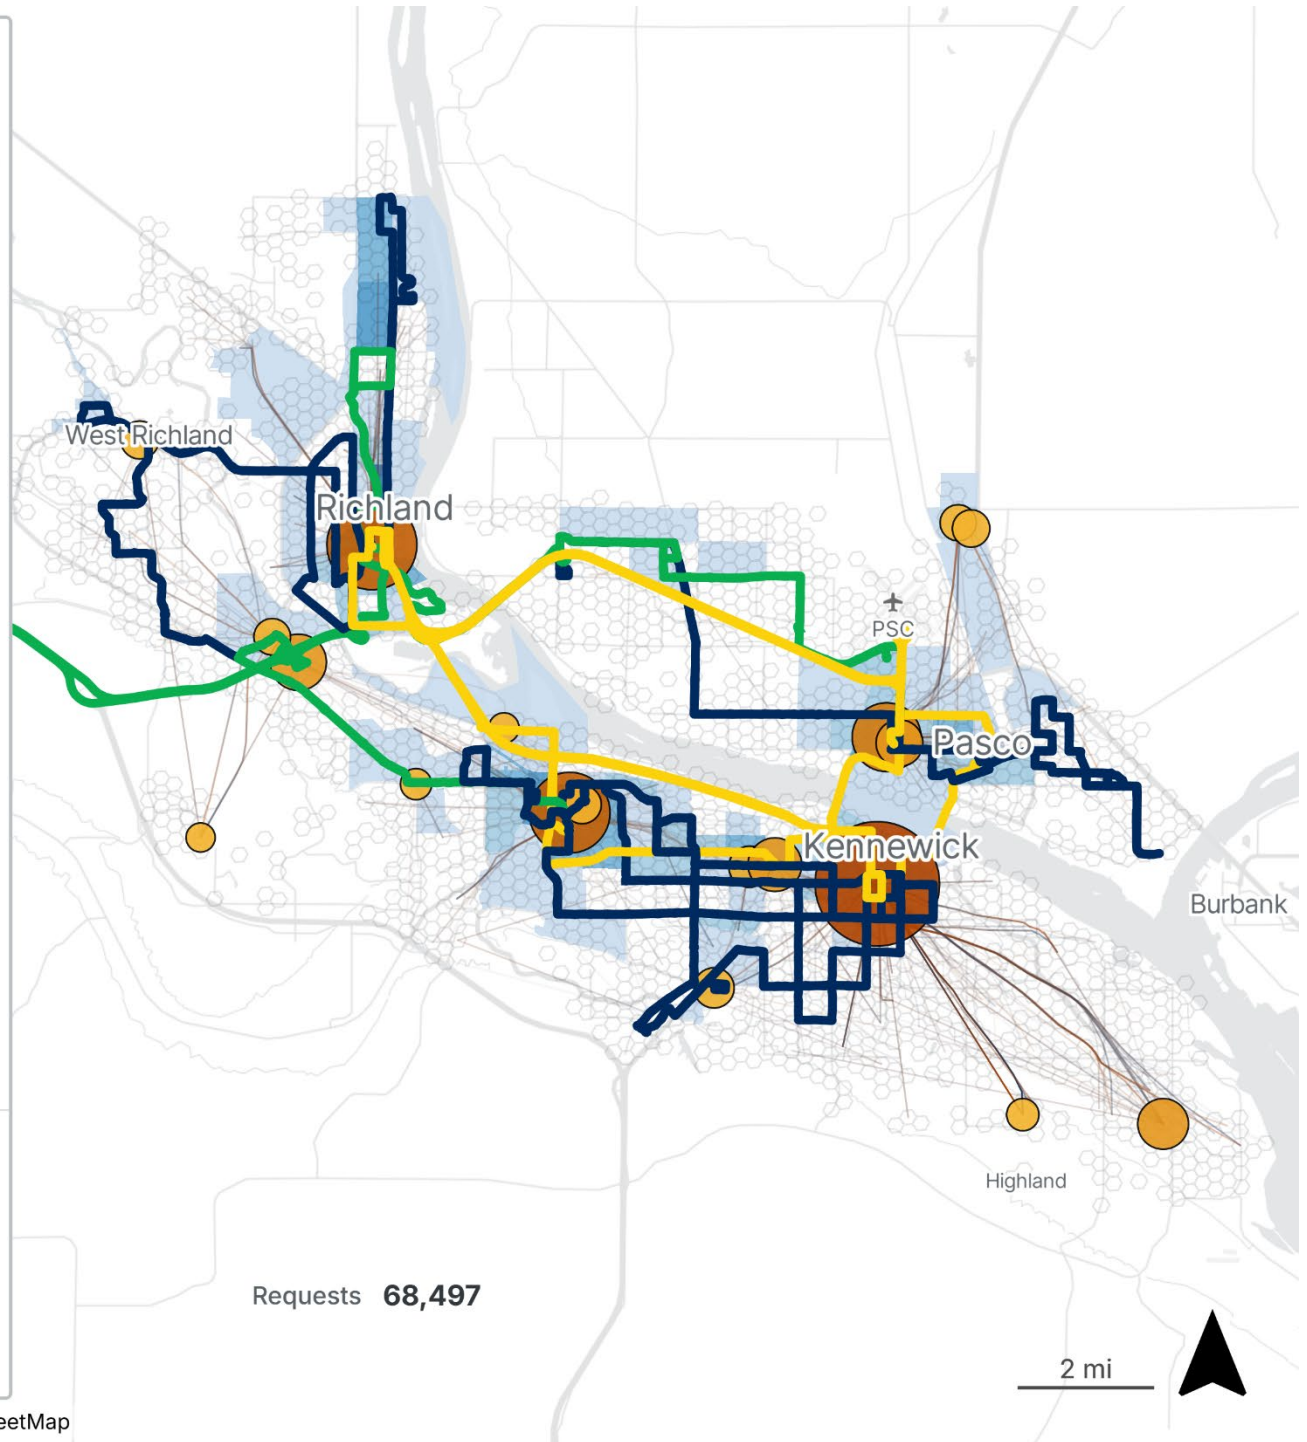 West Richland
Richland
PSC
Pasco
Kennewick
Burbank
Highland
Requests 68,497
2 mi
eetMap